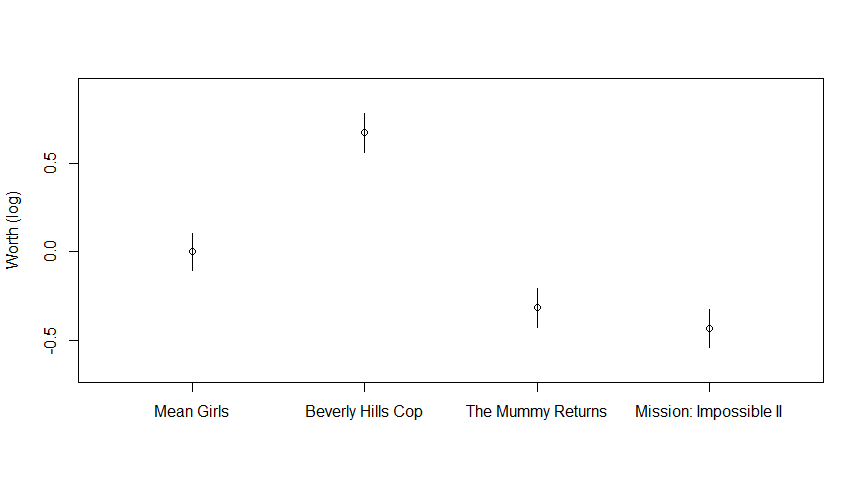 Worth (log)
0.5
0.0
-0.5
Mean Girls
Beverly Hills Cop
The Mummy Returns
Mission: Impossible II